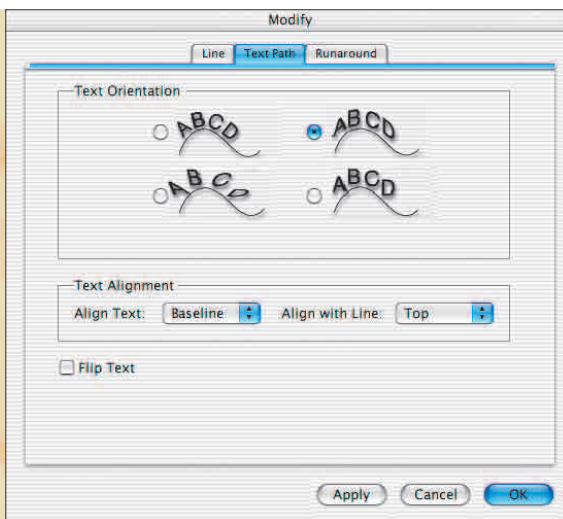 Modify
Line Text Path Runaround
Text Orientation
ABCD ABCD
ABCD ABCD
Text Alignment
Align Text: Baseline Align with Line: Top
Flip Text
Apply Cancel OK